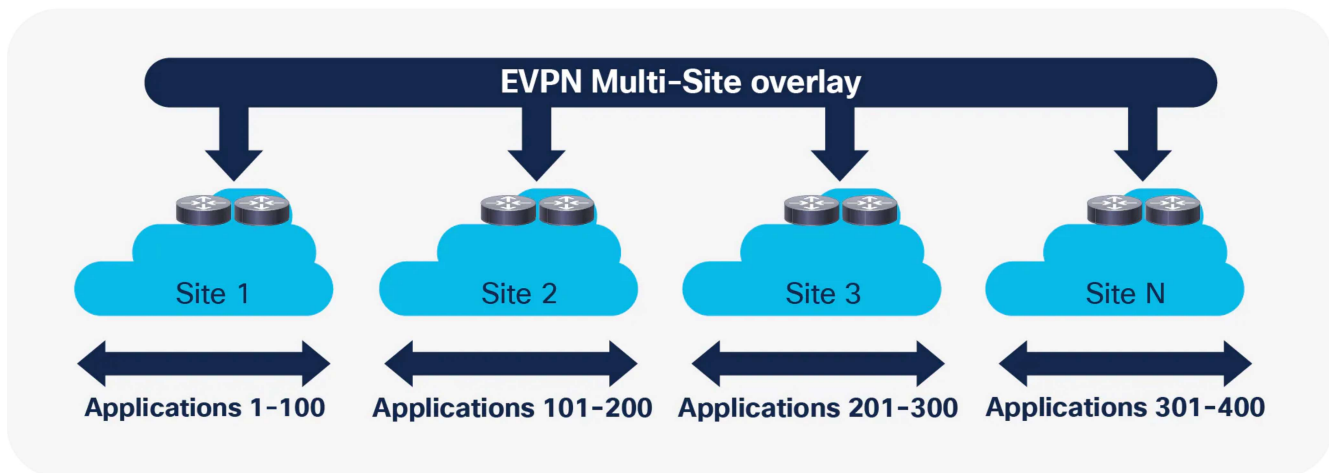 EVPN Multi-Site overlay
Site 1
Site 2
Site 3
Site N
Applications 1-100
Applications 101-200
Applications 201-300
Applications 301-400